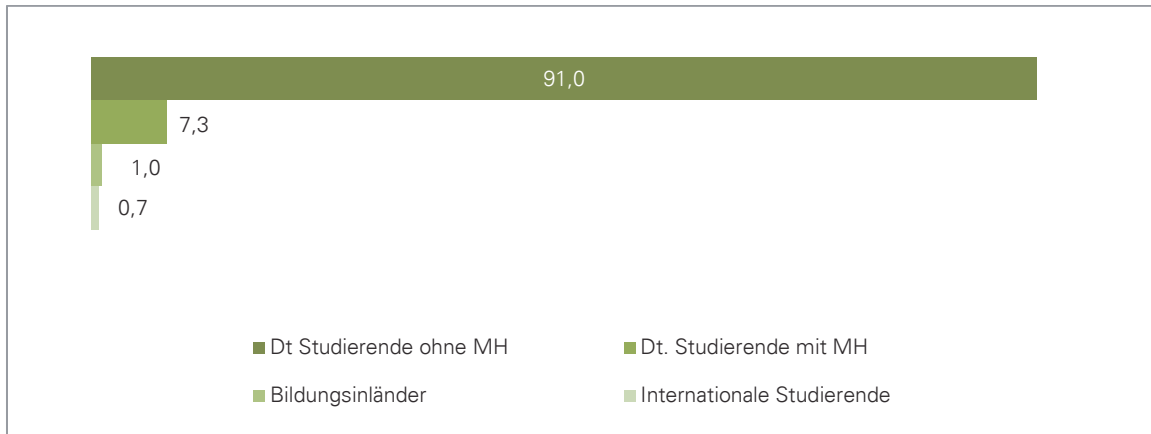 91,0
7,3
1,0
0,7
Dt Studierende ohne MH
Dt. Studierende mit MH
Bildungsinländer
Internationale Studierende